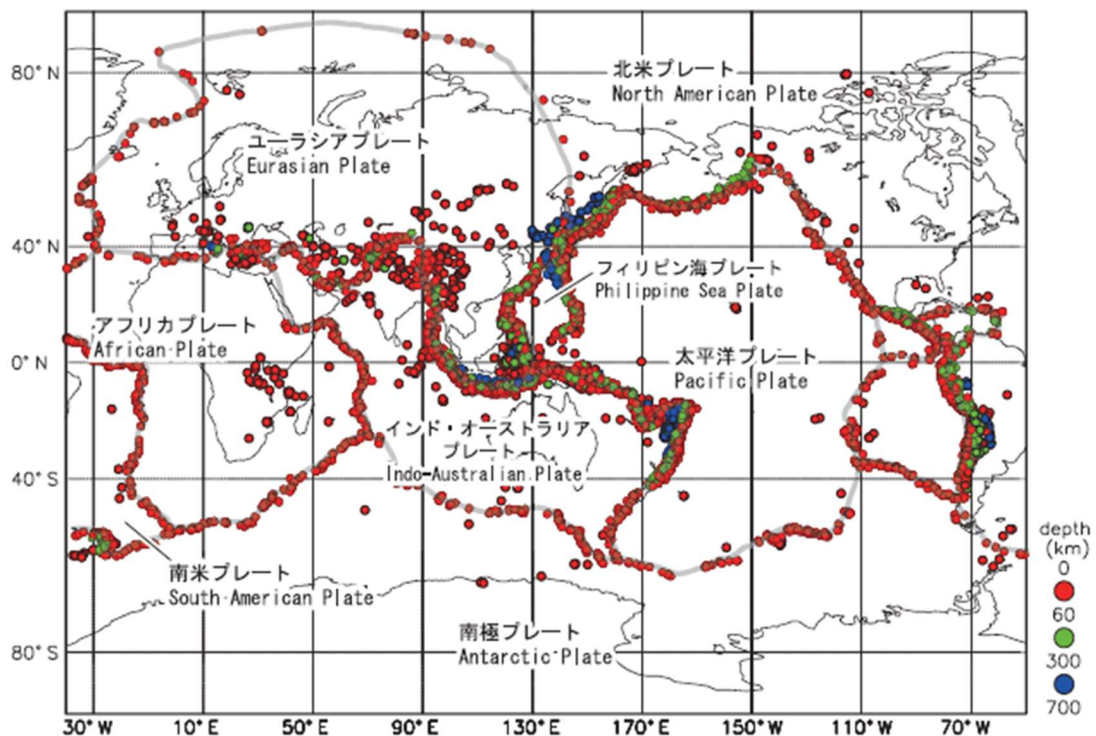 80° N
北米プレート
North American Plate
ユーラシアプレート
Eurasian Plate
40° N
フィリピン海プレート
Philippine Sea Plate
アフリカプレート
African Plate
0° N
太平洋プレート
Pacific Plate
インド・オーストラリア
プレート
Indo-Australian Plate
40° S
南米プレート
South American Plate
南極プレート
Antarctic Plate
80° S
30°W 10°E 50°E 90°E 130°E 170°E 150°W 110°W 70°W
depth
(km)
0
60
300
700